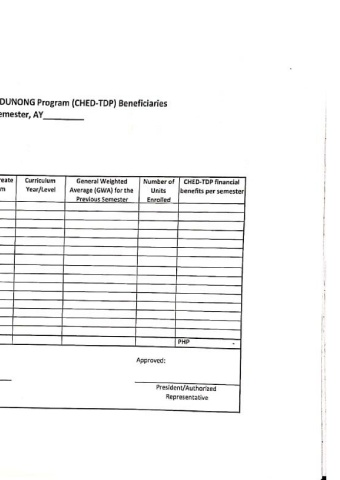 DUNONG Program (CHED-TDP) Beneficiaries
emester, AY________
reate m
Curriculum Year/Level
General Weighted Average (GWA) for the Previous Semester
Number of Units Enrolled
CHED-TDP financial benefits per semester
PHP -
Approved:
President/Authorized
Representative